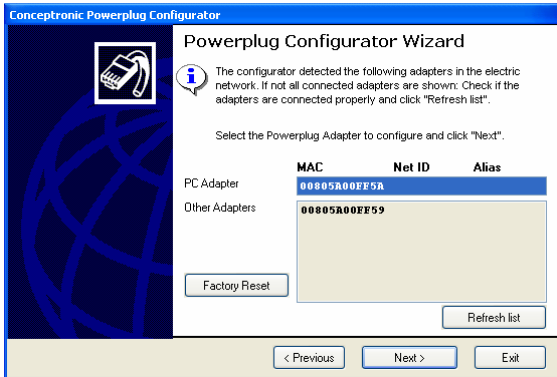 Conceptronic Powerplug Configurator
Powerplug Configurator Wizard
The configurator detected the following adapters in the electric
network. If not all connected adapters are shown: Check if the
adapters are connected properly and click "Refresh list".
Select the Powerplug Adapter to configure and click "Next".
MAC Net ID Alias
PC Adapter 00805A00FF5A
Other Adapters 00805A00FF59
Factory Reset
Refresh list
< Previous Next > Exit